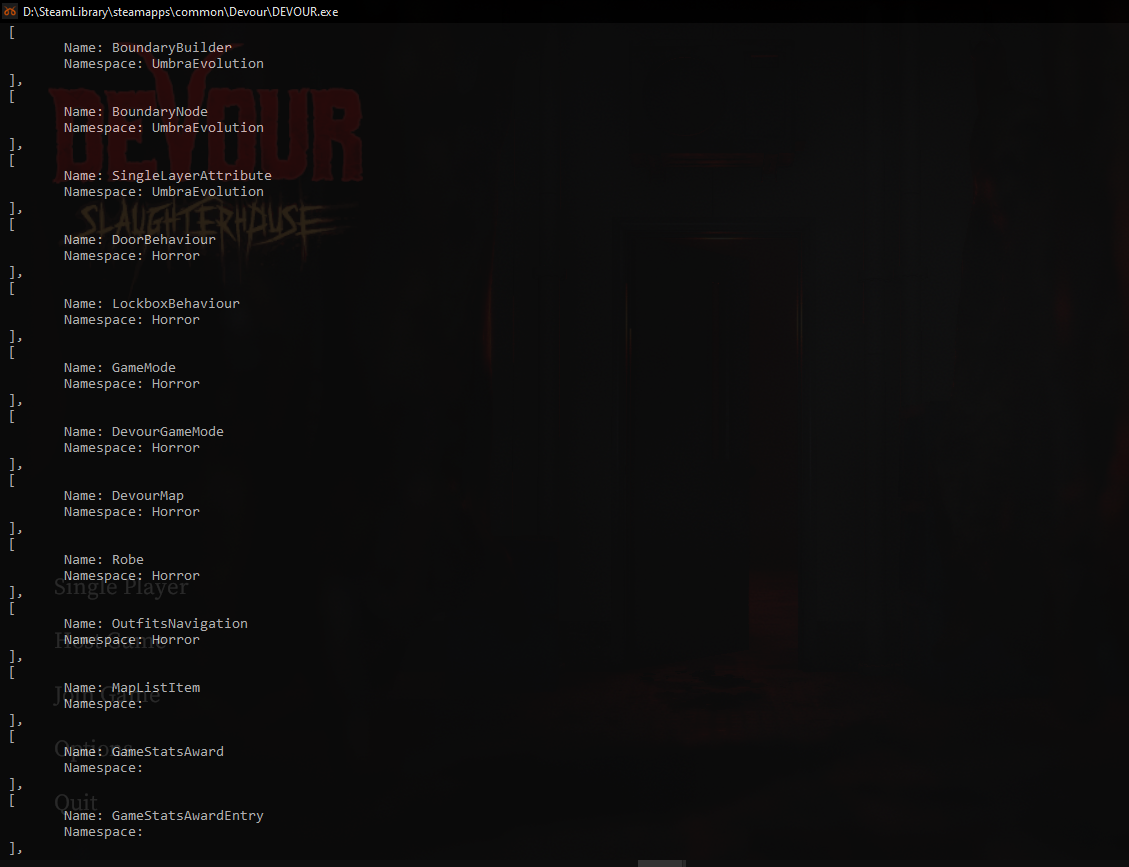 D:\SteamLibrary\steamapps\common\Devour\DEVOUR.exe
[
Name: BoundaryBuilder
Namespace: UmbraEvolution
],
[
Name: BoundaryNode
Namespace: UmbraEvolution
],
[
Name: SingleLayerAttribute
Namespace: UmbraEvolution
],
[
Name: DoorBehaviour
Namespace: Horror
],
[
Name: LockboxBehaviour
Namespace: Horror
],
[
Name: GameMode
Namespace: Horror
],
[
Name: DevourGameMode
Namespace: Horror
],
[
Name: DevourMap
Namespace: Horror
],
[
Name: Robe
Namespace: Horror
],
[
Name: OutfitsNavigation
Namespace: Horror
],
[
Name: MapListItem
Namespace:
],
[
Name: GameStatsAward
Namespace:
],
[
Name: GameStatsAwardEntry
Namespace:
],
DEVOUR
SLAUGHTERHOUSE
Single Player
Host Game
Join Game
Options
Quit